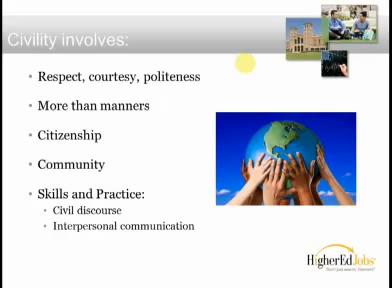 Civility involves:
• Respect, courtesy, politeness
• More than manners
• Citizenship
• Community
• Skills and Practice:
• Civil discourse
• Interpersonal communication
HigherEdJobs